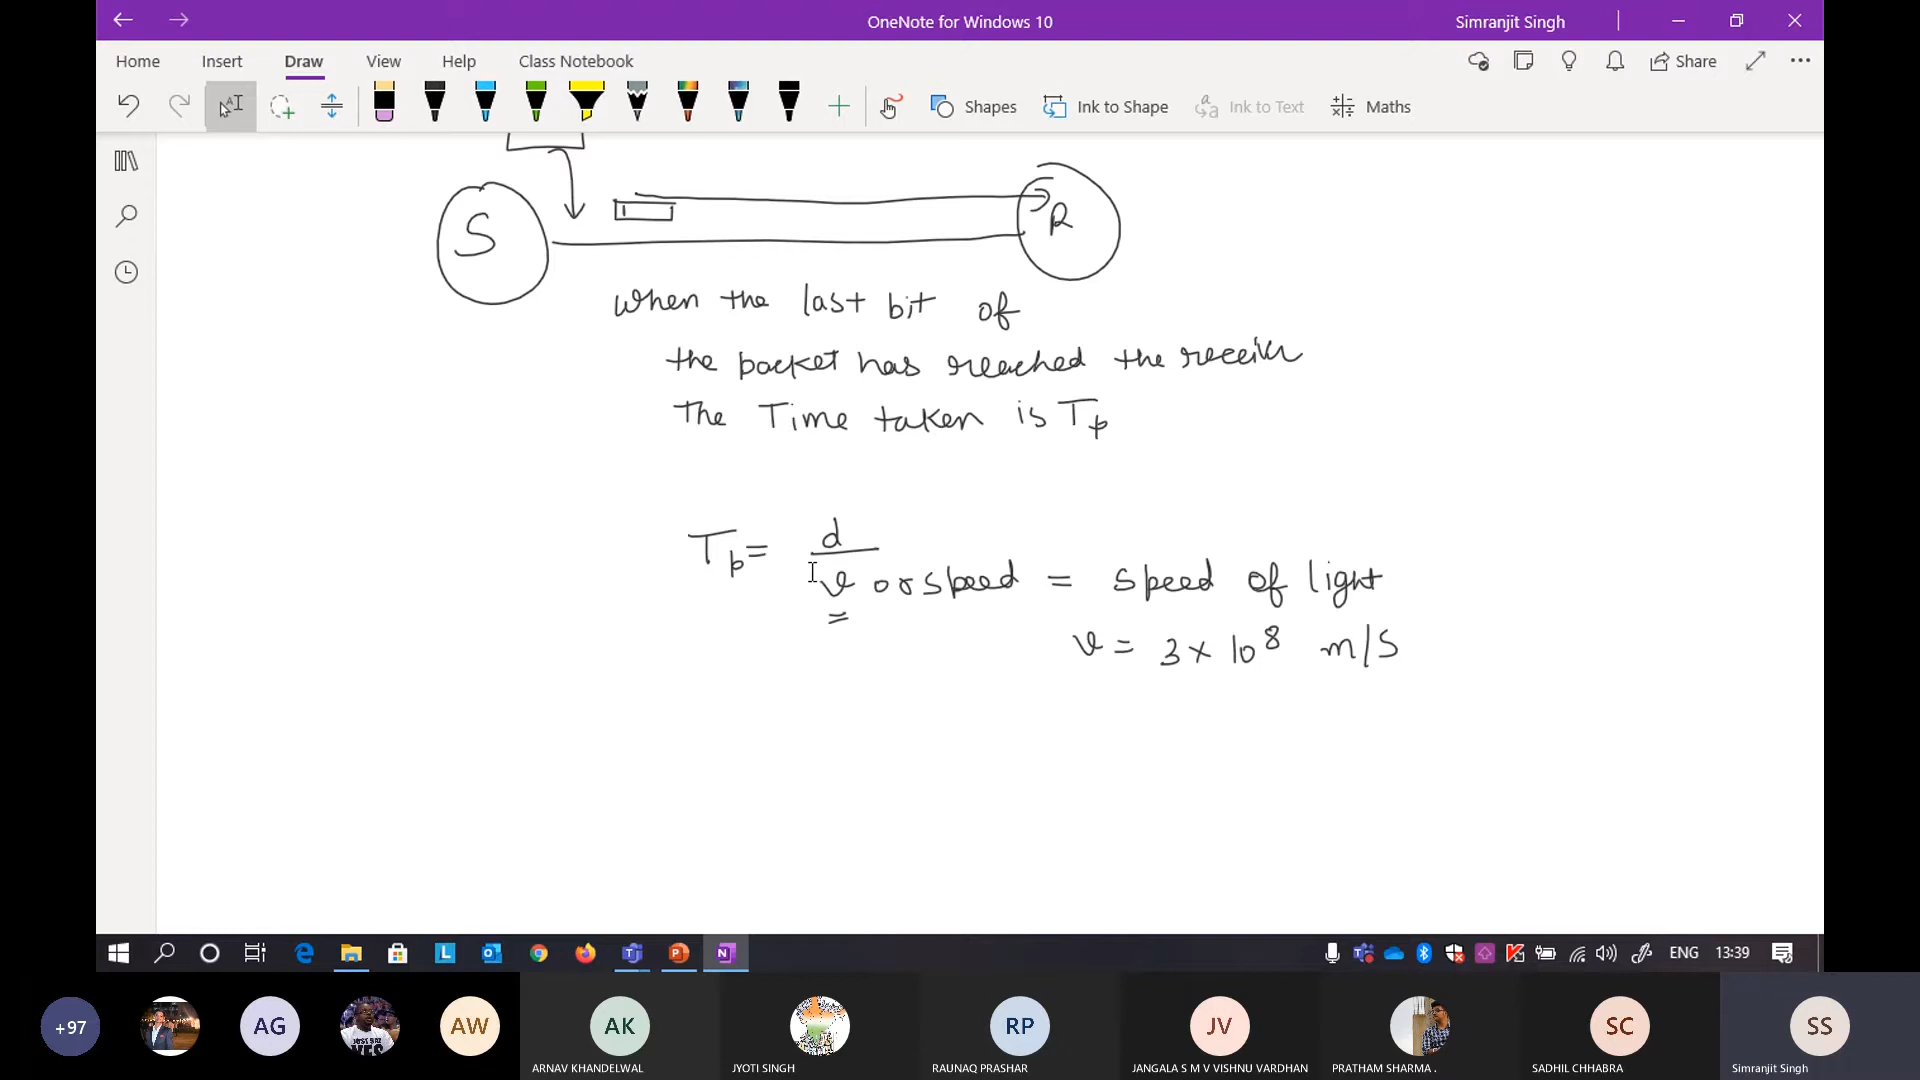 OneNote for Windows 10
Simranjit Singh
Home Insert Draw View Help Class Notebook
Share
Shapes Ink to Shape Ink to Text Maths
S
R
When the last bit of
the packet has reached the receiver
The Time taken is Tp
Tp = d
v or speed = speed of light
v = 3 x 10^8 m/s
ENG 13:39
+97 AG AW AK RP JV SC SS
ARNAV KHANDELWAL JYOTI SINGH RAUNAQ PRASHAR JANGALA S M V VISHNU VARDHAN PRATHAM SHARMA . SADHIL CHHABRA Simranjit Singh